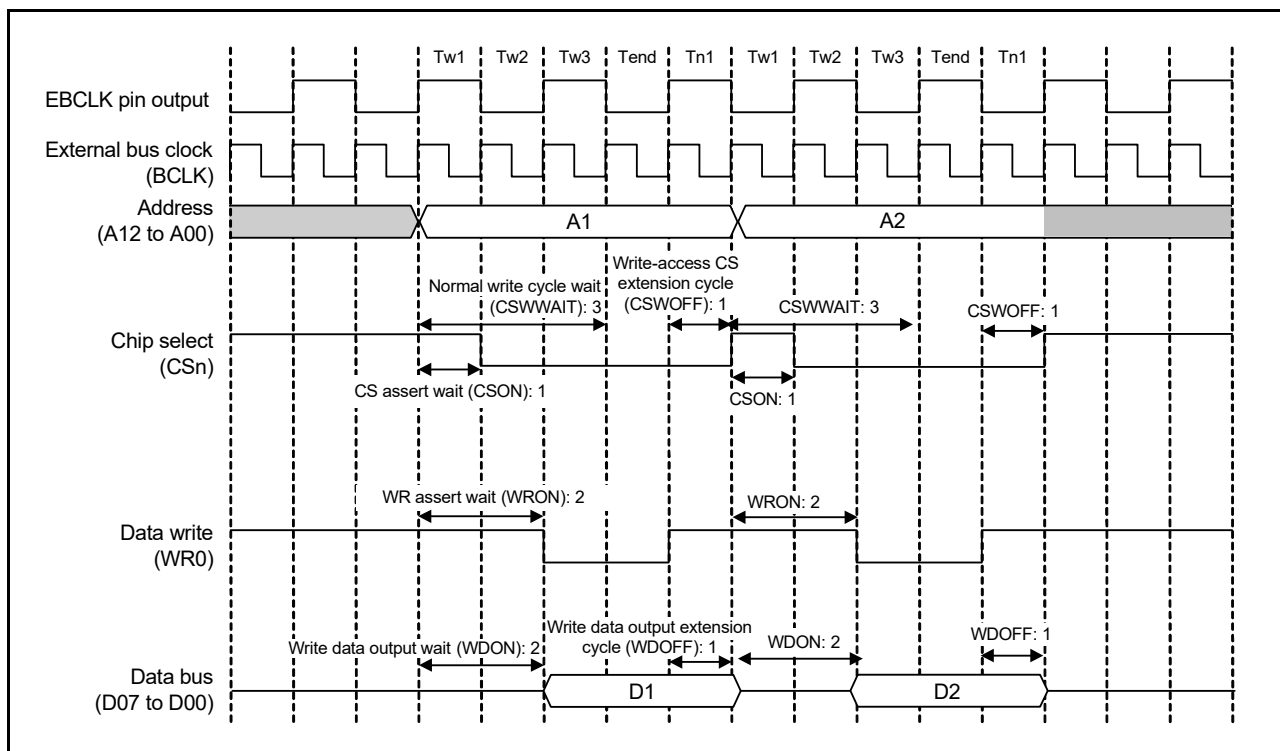 Tw1 Tw2 Tw3 Tend Tn1 Tw1 Tw2 Tw3 Tend Tn1
EBCLK pin output
External bus clock
(BCLK)
Address
(A12 to A00)
A1
A2
Normal write cycle wait
(CSWWAIT): 3
Write-access CS
extension cycle
(CSWOFF): 1
CSWWAIT: 3
CSWOFF: 1
Chip select
(CSn)
CS assert wait (CSON): 1
CSON: 1
WR assert wait (WRON): 2
WRON: 2
Data write
(WR0)
Write data output wait (WDON): 2
Write data output extension
cycle (WDOFF): 1
WDON: 2
WDOFF: 1
Data bus
(D07 to D00)
D1
D2